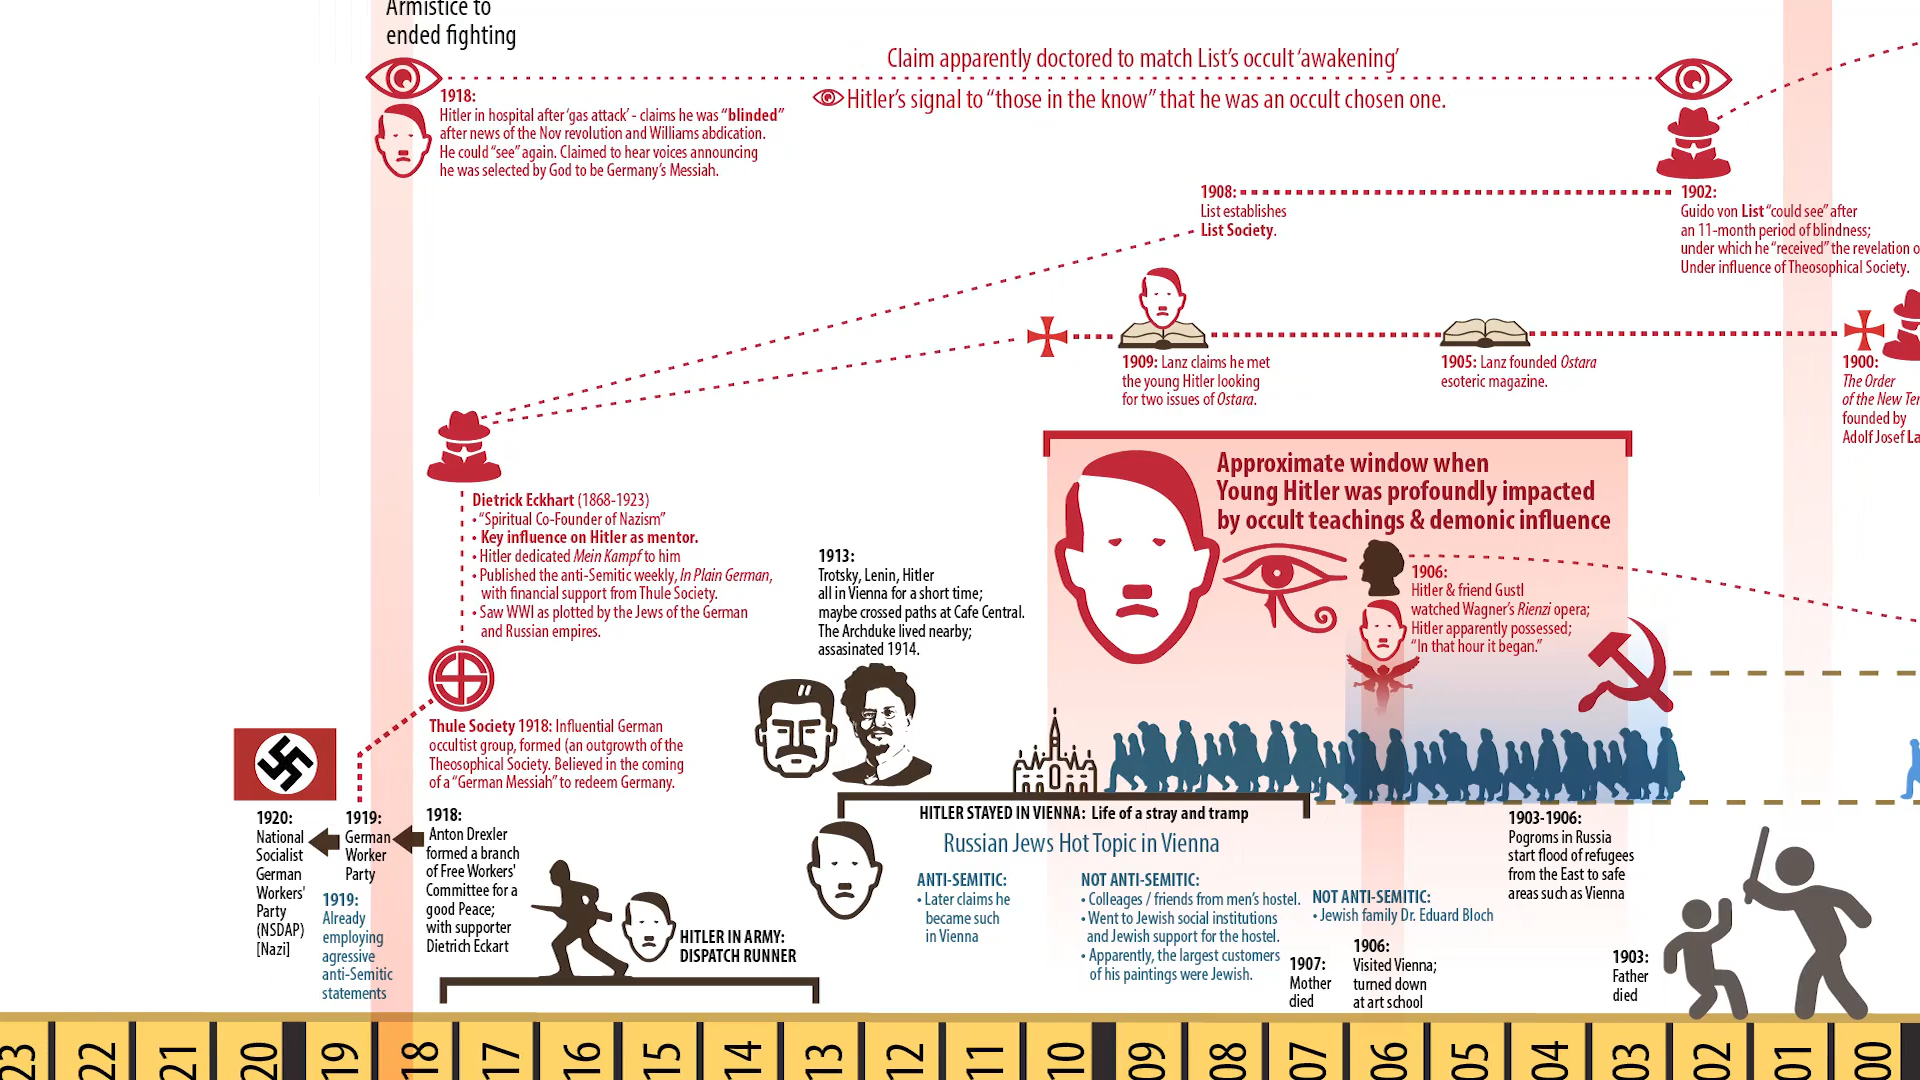 Armistice to
ended fighting
Claim apparently doctored to match List's occult 'awakening'
Hitler's signal to "those in the know" that he was an occult chosen one.
1918:
Hitler in hospital after 'gas attack' - claims he was "blinded"
after news of the Nov revolution and Williams abdication.
He could "see" again. Claimed to hear voices announcing
he was selected by God to be Germany's Messiah.
1908:
List establishes
List Society.
1902:
Guido von List "could see" after
an 11-month period of blindness;
under which he "received" the revelation o
Under influence of Theosophical Society.
1909: Lanz claims he met
the young Hitler looking
for two issues of Ostara.
1905: Lanz founded Ostara
esoteric magazine.
1900:
The Order
of the New Ter
founded by
Adolf Josef La
Approximate window when
Young Hitler was profoundly impacted
by occult teachings & demonic influence
1906:
Hitler & friend Gustl
watched Wagner's Rienzi opera;
Hitler apparently possessed;
"In that hour it began."
Dietrick Eckhart (1868-1923)
• "Spiritual Co-Founder of Nazism"
• Key influence on Hitler as mentor.
• Hitler dedicated Mein Kampf to him
• Published the anti-Semitic weekly, In Plain German,
with financial support from Thule Society.
• Saw WWI as plotted by the Jews of the German
and Russian empires.
1913:
Trotsky, Lenin, Hitler
all in Vienna for a short time;
maybe crossed paths at Cafe Central.
The Archduke lived nearby;
assasinated 1914.
Thule Society 1918: Influential German
occultist group, formed (an outgrowth of the
Theosophical Society. Believed in the coming
of a "German Messiah" to redeem Germany.
1920:
National
Socialist
German
Workers'
Party
(NSDAP)
[Nazi]
1919:
German
Worker
Party
1919:
Already
employing
agressive
anti-Semitic
statements
1918:
Anton Drexler
formed a branch
of Free Workers'
Committee for a
good Peace;
with supporter
Dietrich Eckart
HITLER IN ARMY:
DISPATCH RUNNER
HITLER STAYED IN VIENNA: Life of a stray and tramp
Russian Jews Hot Topic in Vienna
ANTI-SEMITIC:
• Later claims he
became such
in Vienna
NOT ANTI-SEMITIC:
• Colleages / friends from men's hostel.
• Went to Jewish social institutions
and Jewish support for the hostel.
• Apparently, the largest customers
of his paintings were Jewish.
NOT ANTI-SEMITIC:
• Jewish family Dr. Eduard Bloch
1907:
Mother
died
1906:
Visited Vienna;
turned down
at art school
1903-1906:
Pogroms in Russia
start flood of refugees
from the East to safe
areas such as Vienna
1903:
Father
died
23 22 21 20 19 18 17 16 15 14 13 12 11 10 09 08 07 06 05 04 03 02 01 00